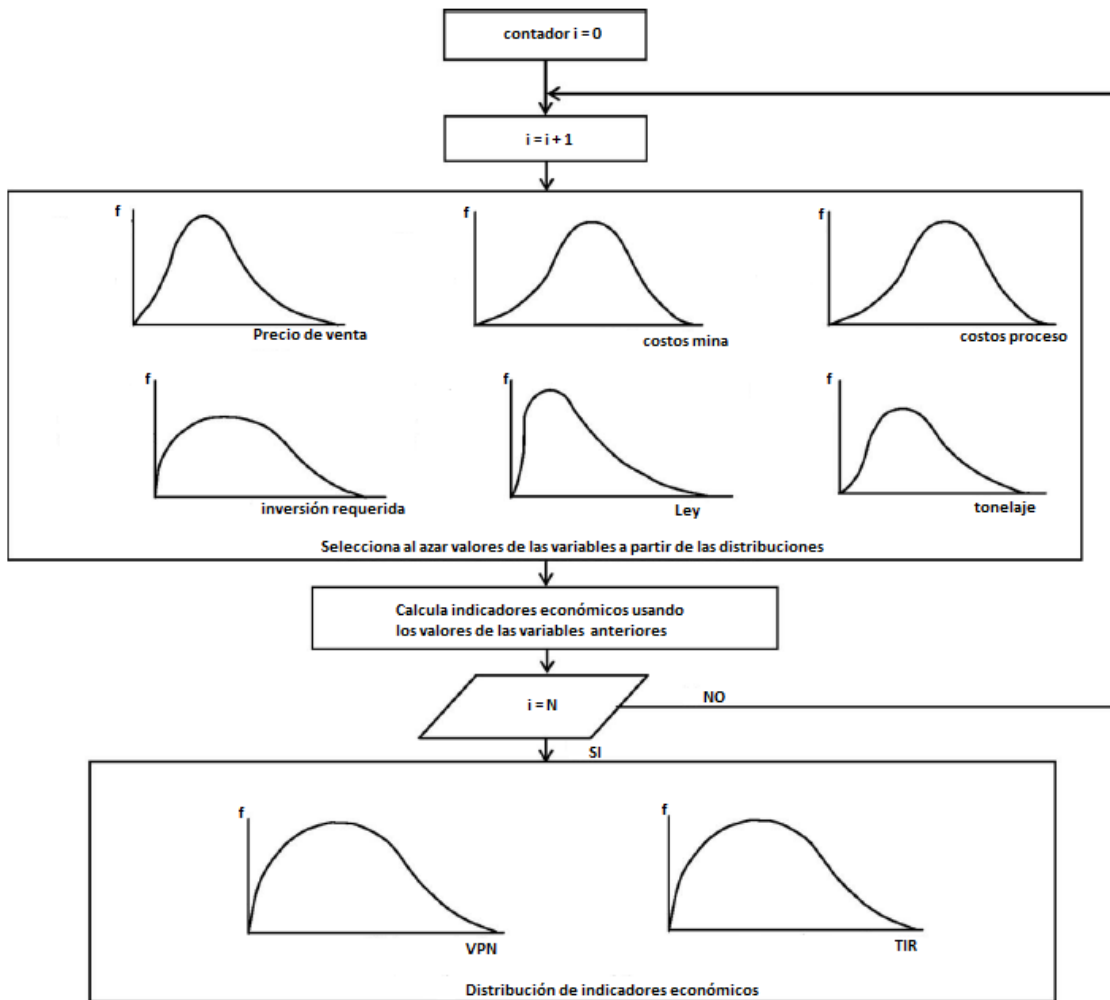 contador i = 0
i = i + 1
f
f
f
Precio de venta
costos mina
costos proceso
f
f
f
inversión requerida
Ley
tonelaje
Selecciona al azar valores de las variables a partir de las distribuciones
Calcula indicadores económicos usando
los valores de las variables anteriores
i = N
NO
SI
f
f
VPN
TIR
Distribución de indicadores económicos